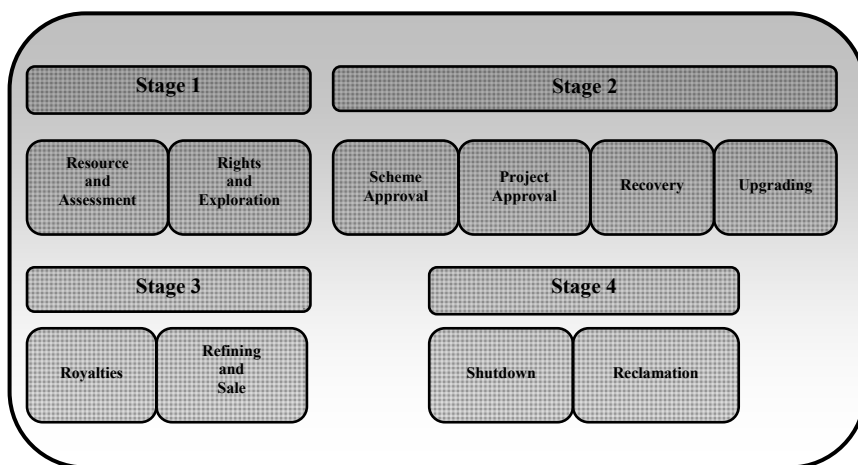 Stage 1
Stage 2
Resource
and
Assessment
Rights
and
Exploration
Scheme
Approval
Project
Approval
Recovery
Upgrading
Stage 3
Stage 4
Royalties
Refining
and
Sale
Shutdown
Reclamation